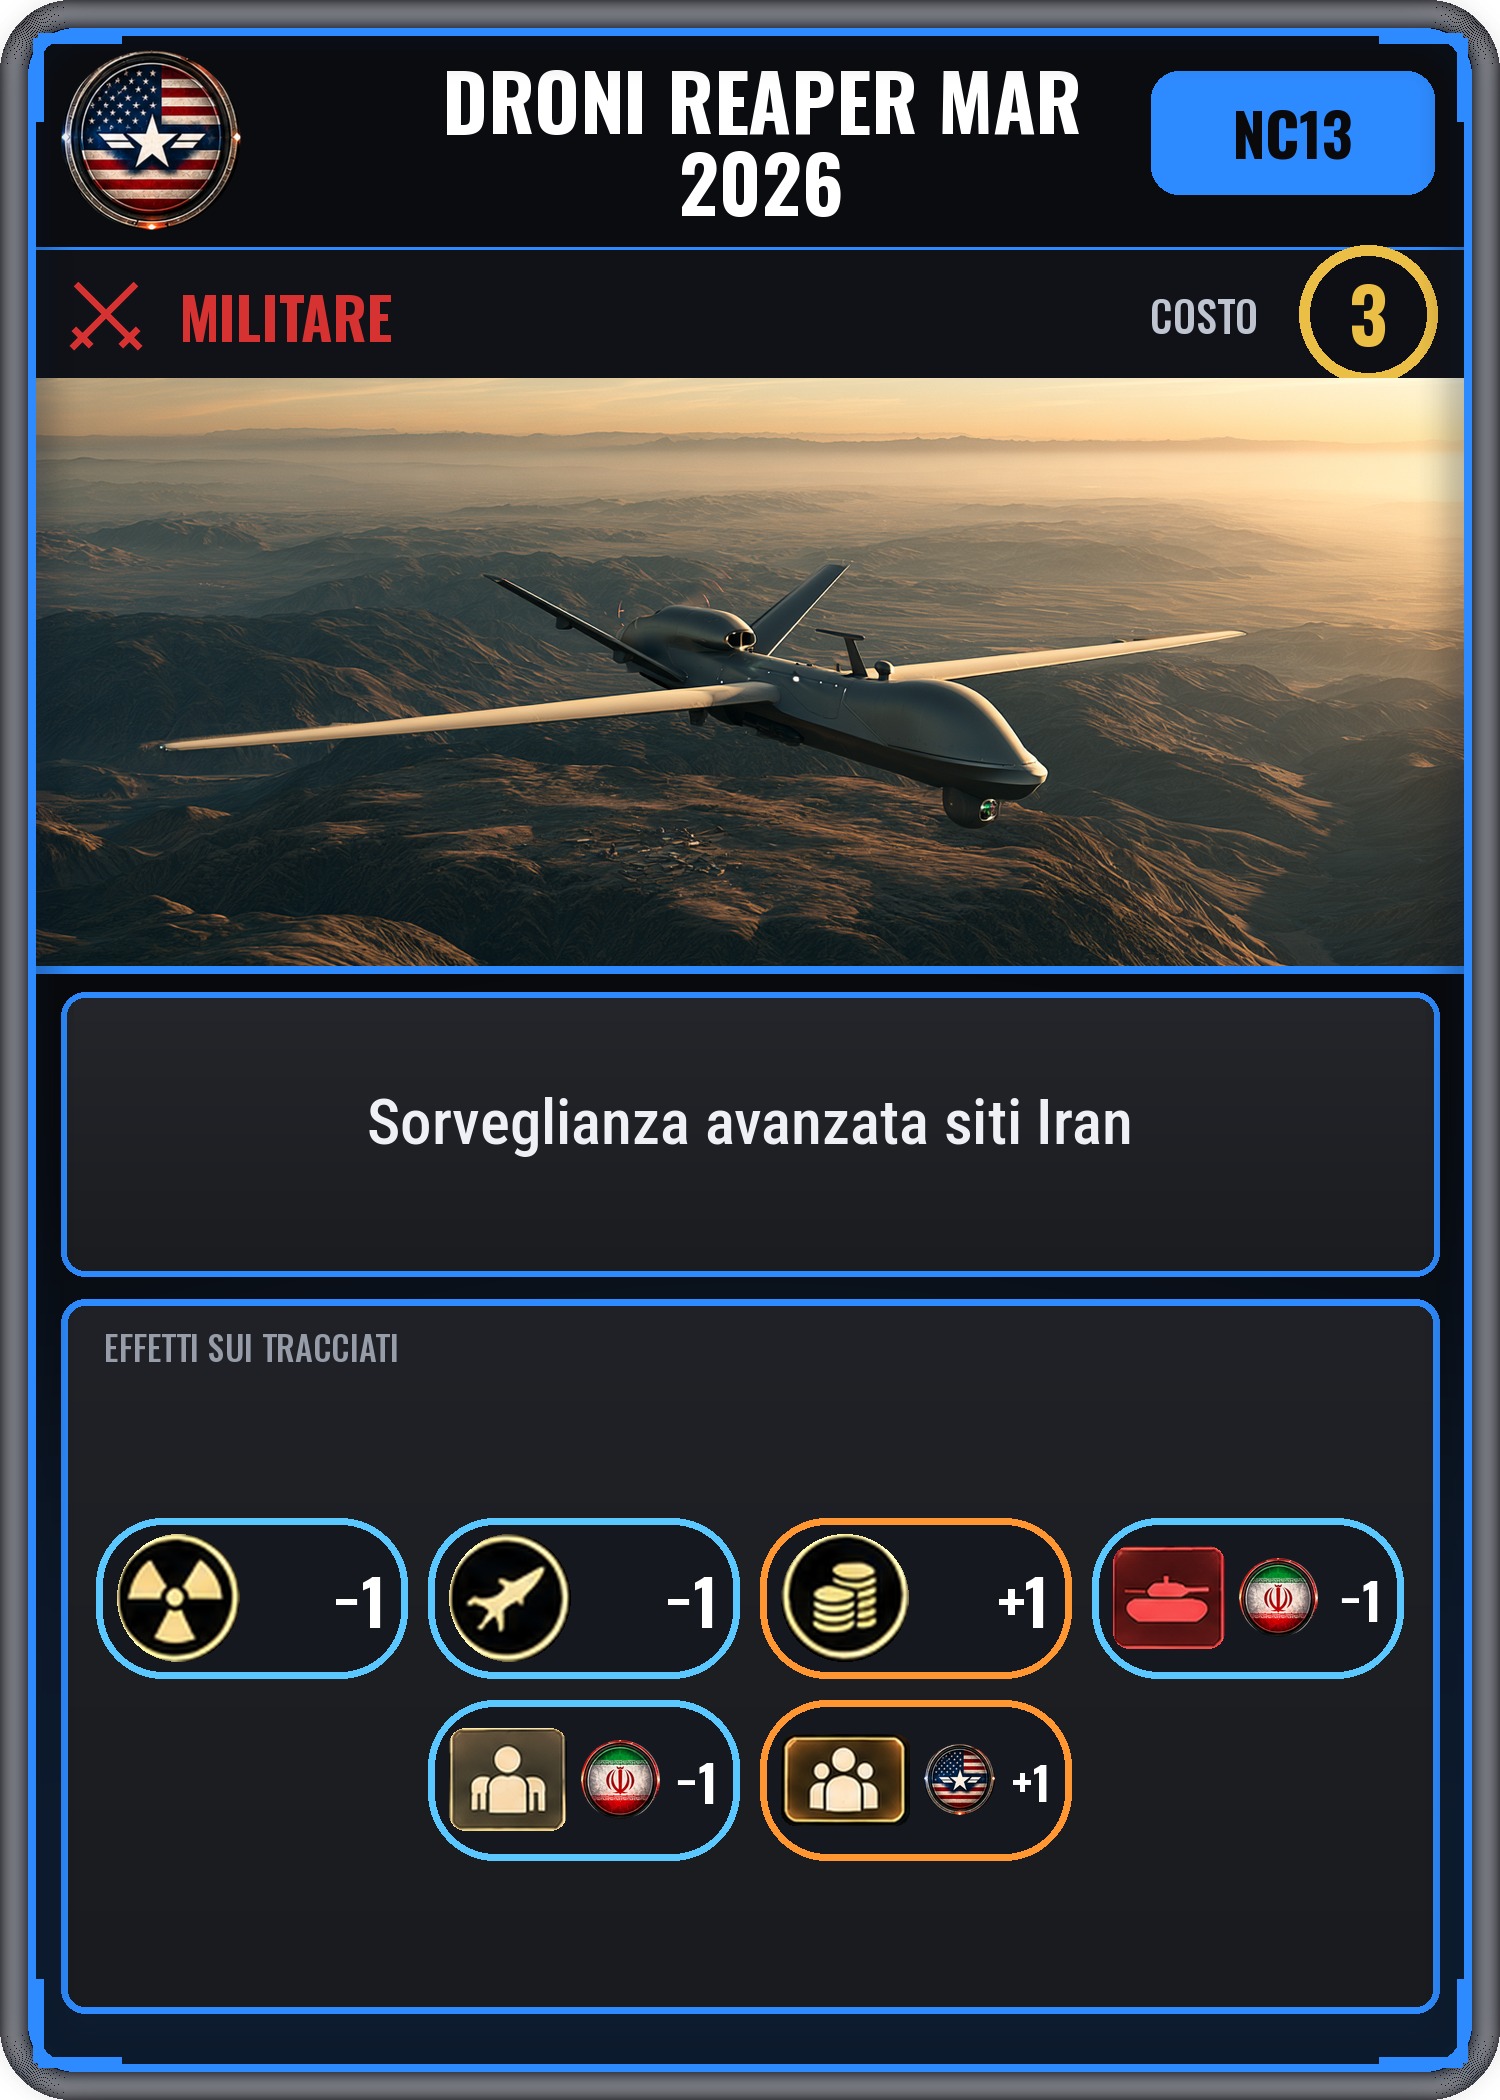 DRONI REAPER MAR
2026
NC13
MILITARE
COSTO
3
Sorveglianza avanzata siti Iran
EFFETTI SUI TRACCIATI
-1
-1
+1
-1
-1
+1